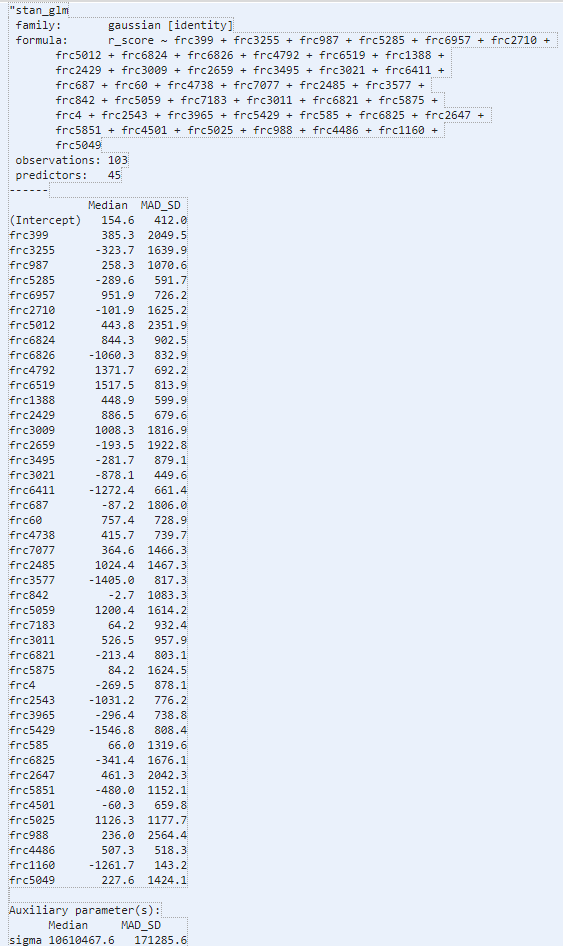 "stan_glm
family: gaussian [identity]
formula: r_score ~ frc399 + frc3255 + frc987 + frc5285 + frc6957 + frc2710 +
frc5012 + frc6824 + frc6826 + frc4792 + frc6519 + frc1388 +
frc2429 + frc3009 + frc2659 + frc3495 + frc3021 + frc6411 +
frc687 + frc60 + frc4738 + frc7077 + frc2485 + frc3577 +
frc842 + frc5059 + frc7183 + frc3011 + frc6821 + frc5875 +
frc4 + frc2543 + frc3965 + frc5429 + frc585 + frc6825 + frc2647 +
frc5851 + frc4501 + frc5025 + frc988 + frc4486 + frc1160 +
frc5049
observations: 103
predictors: 45
------
Median MAD_SD
(Intercept) 154.6 412.0
frc399 385.3 2049.5
frc3255 -323.7 1639.9
frc987 258.3 1070.6
frc5285 -289.6 591.7
frc6957 951.9 726.2
frc2710 -101.9 1625.2
frc5012 443.8 2351.9
frc6824 844.3 902.5
frc6826 -1060.3 832.9
frc4792 1371.7 692.2
frc6519 1517.5 813.9
frc1388 448.9 599.9
frc2429 886.5 679.6
frc3009 1008.3 1816.9
frc2659 -193.5 1922.8
frc3495 -281.7 879.1
frc3021 -878.1 449.6
frc6411 -1272.4 661.4
frc687 -87.2 1806.0
frc60 757.4 728.9
frc4738 415.7 739.7
frc7077 364.6 1466.3
frc2485 1024.4 1467.3
frc3577 -1405.0 817.3
frc842 -2.7 1083.3
frc5059 1200.4 1614.2
frc7183 64.2 932.4
frc3011 526.5 957.9
frc6821 -213.4 803.1
frc5875 84.2 1624.5
frc4 -269.5 878.1
frc2543 -1031.2 776.2
frc3965 -296.4 738.8
frc5429 -1546.8 808.4
frc585 66.0 1319.6
frc6825 -341.4 1676.1
frc2647 461.3 2042.3
frc5851 -480.0 1152.1
frc4501 -60.3 659.8
frc5025 1126.3 1177.7
frc988 236.0 2564.4
frc4486 507.3 518.3
frc1160 -1261.7 143.2
frc5049 227.6 1424.1
Auxiliary parameter(s):
Median MAD_SD
sigma 10610467.6 171285.6